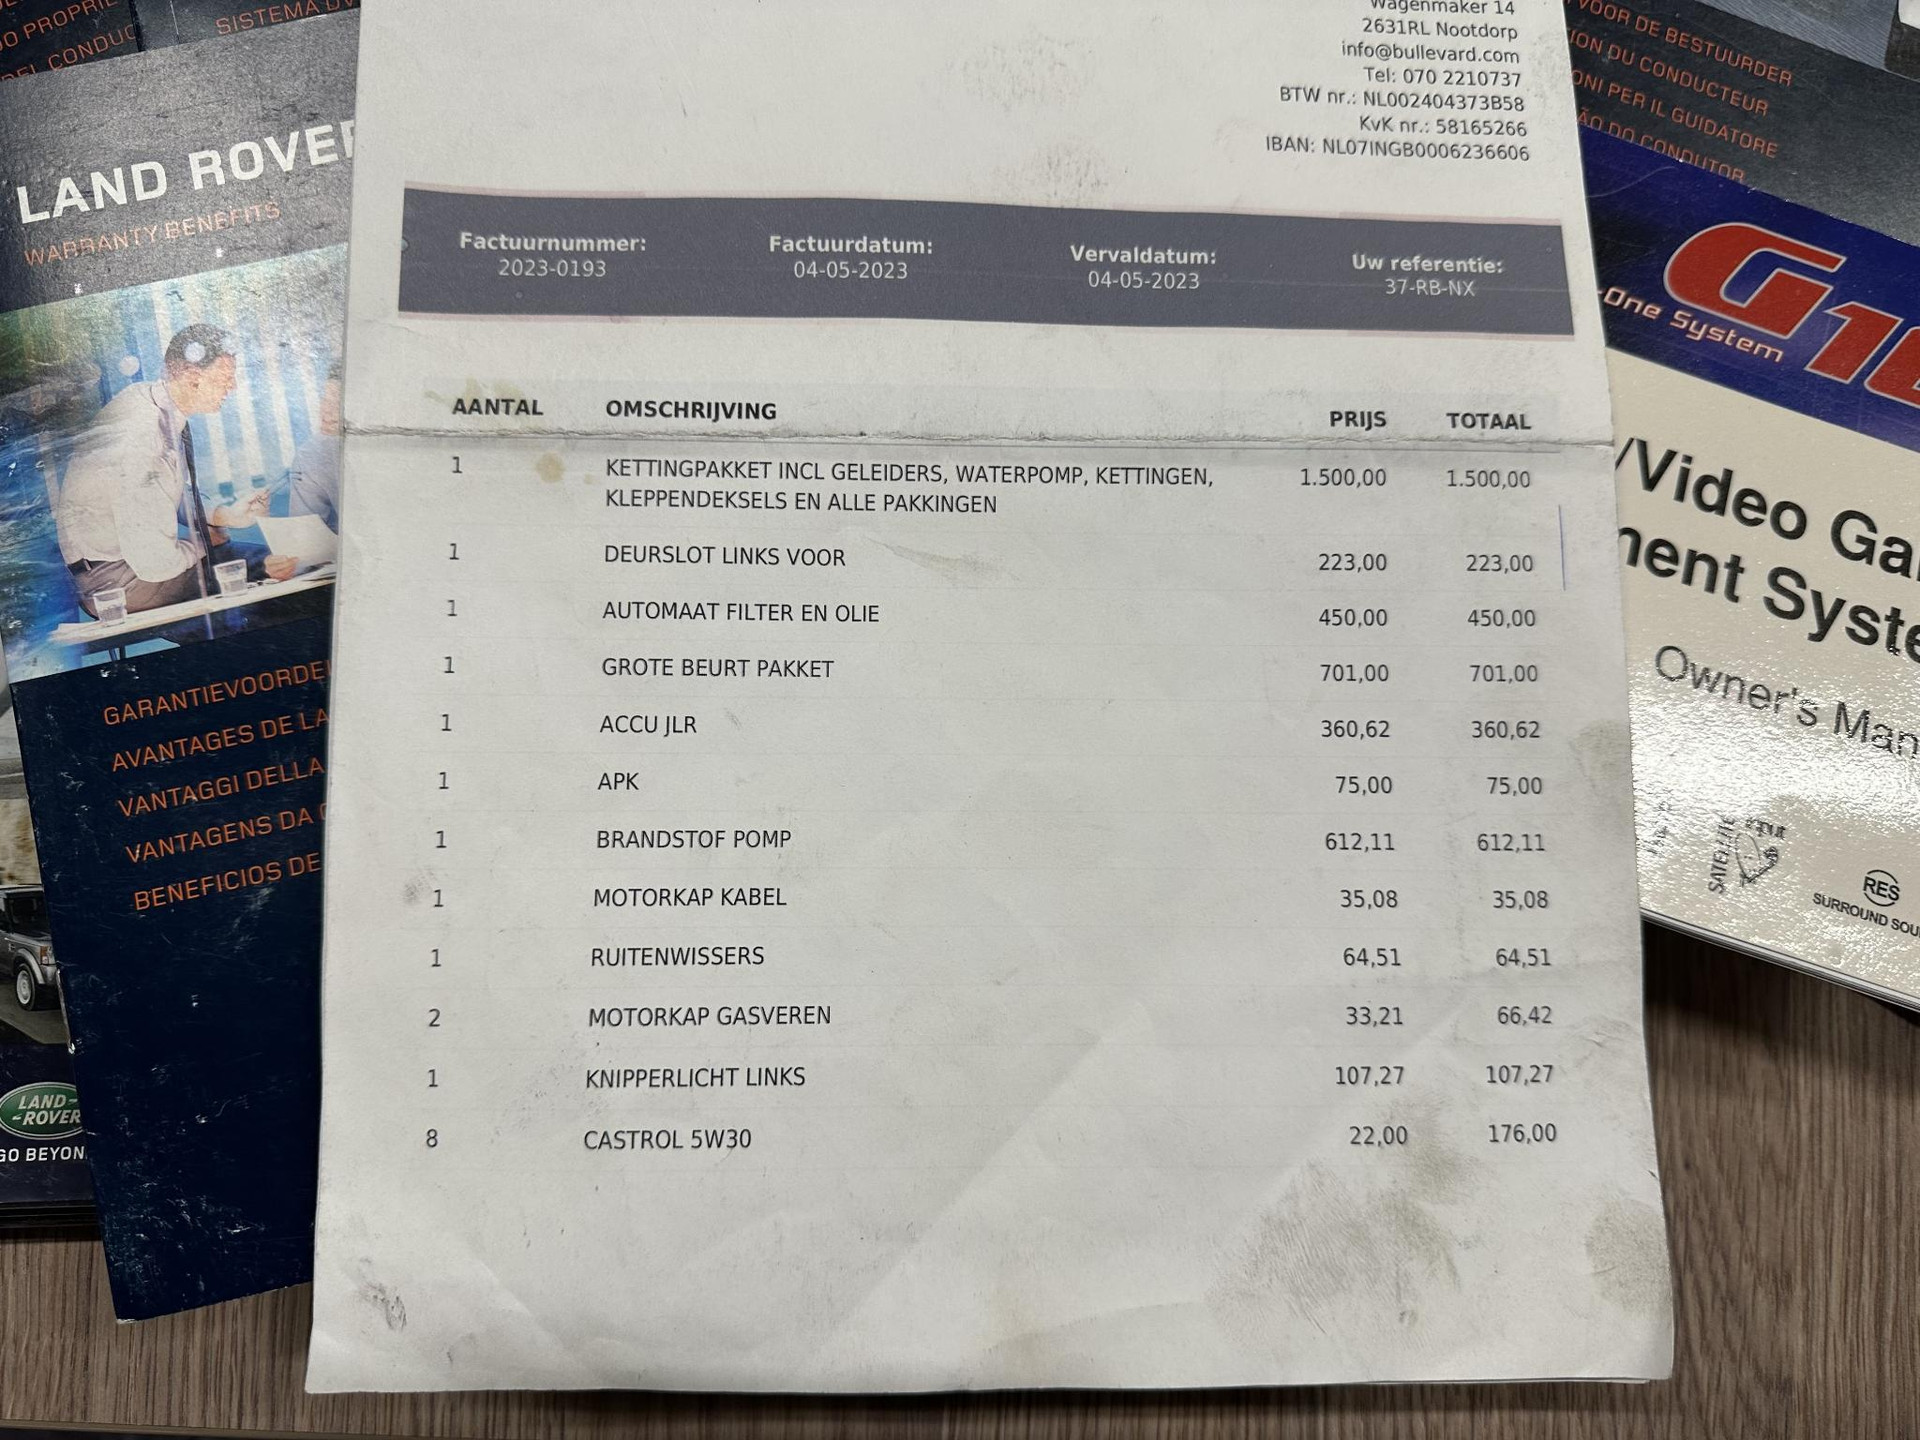 SISTEMA DV
LAND ROVER
WARRANTY BENEFITS
GARANTIEVOORDEL
AVANTAGES DE LA
VANTAGGI DELLA
VANTAGENS DA
BENEFICIOS DE
LAND-
-ROVER
GO BEYON
Wagenmaker 14
2631RL Nootdorp
info@bullevard.com
Tel: 070 2210737
BTW nr.: NL002404373B58
KvK nr.: 58165266
IBAN: NL07INGB0006236606
Factuurnummer: Factuurdatum: Vervaldatum: Uw referentie:
2023-0193 04-05-2023 04-05-2023 37-RB-NX
AANTAL OMSCHRIJVING PRIJS TOTAAL
1 KETTINGPAKKET INCL GELEIDERS, WATERPOMP, KETTINGEN, 1.500,00 1.500,00
KLEPPENDEKSELS EN ALLE PAKKINGEN
1 DEURSLOT LINKS VOOR 223,00 223,00
1 AUTOMAAT FILTER EN OLIE 450,00 450,00
1 GROTE BEURT PAKKET 701,00 701,00
1 ACCU JLR 360,62 360,62
1 APK 75,00 75,00
1 BRANDSTOF POMP 612,11 612,11
1 MOTORKAP KABEL 35,08 35,08
1 RUITENWISSERS 64,51 64,51
2 MOTORKAP GASVEREN 33,21 66,42
1 KNIPPERLICHT LINKS 107,27 107,27
8 CASTROL 5W30 22,00 176,00
VOOR DE BESTUURDER
ION DU CONDUCTEUR
ONI PER IL GUIDATORE
ÃO DO CONDUTOR
-One System
/Video Ga
ment Syste
Owner's Man
SATELLITE
RES
SURROUND SOU